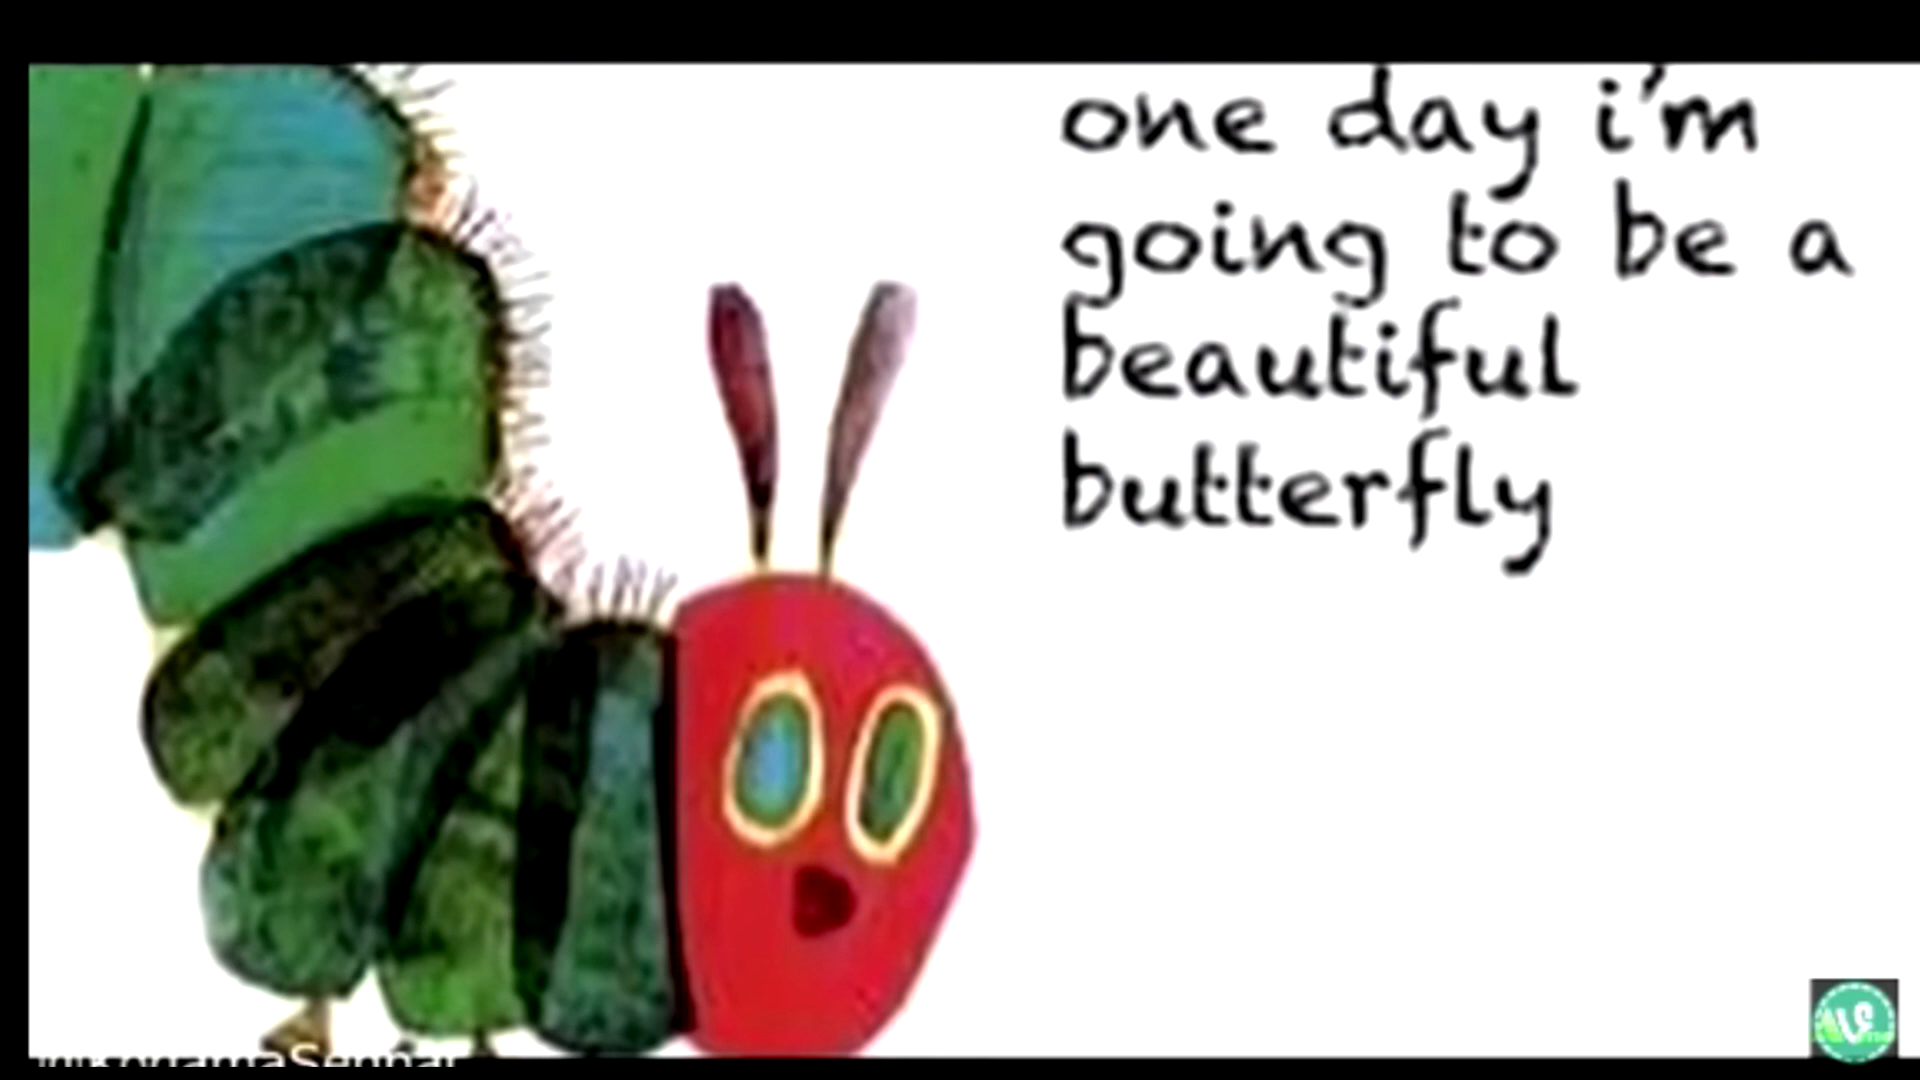 one day i'm
going to be a
beautiful
butterfly